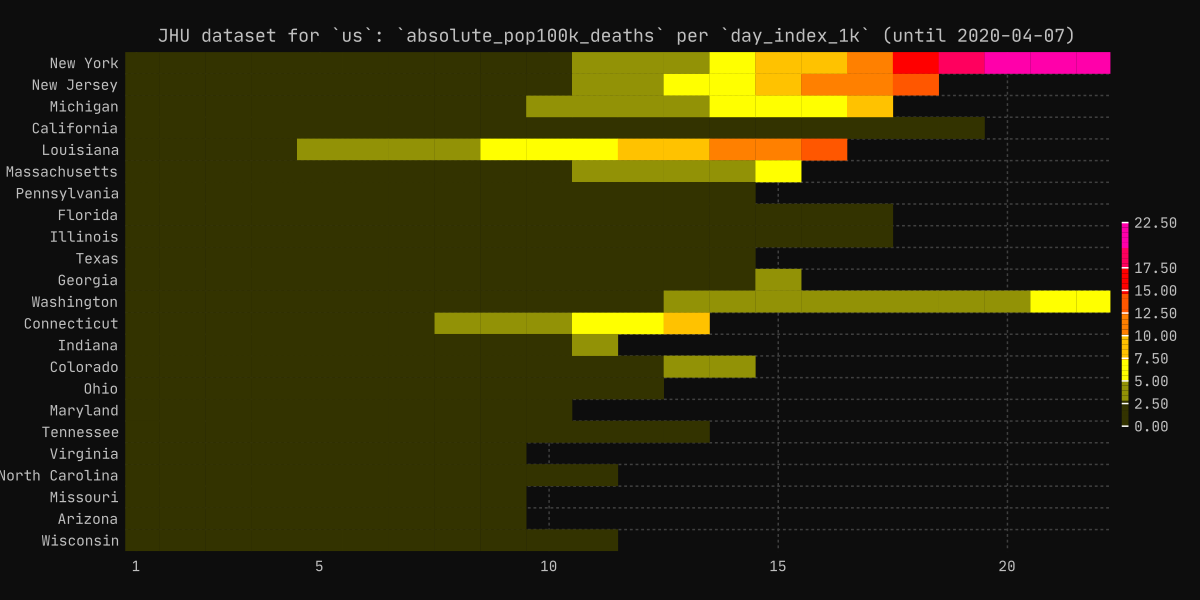 JHU dataset for `us`: `absolute_pop100k_deaths` per `day_index_1k` (until 2020-04-07)
New York
New Jersey
Michigan
California
Louisiana
Massachusetts
Pennsylvania
Florida
Illinois
Texas
Georgia
Washington
Connecticut
Indiana
Colorado
Ohio
Maryland
Tennessee
Virginia
North Carolina
Missouri
Arizona
Wisconsin
1 5 10 15 20
22.50
17.50
15.00
12.50
10.00
7.50
5.00
2.50
0.00